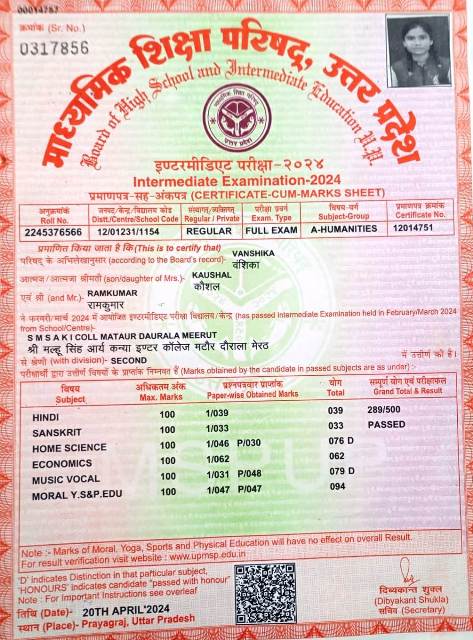 00014787
क्रमांक (Sr. No.)
0317856
माध्यमिक शिक्षा परिषद्, उत्तर प्रदेश
Board of High School and Intermediate Education U.P.
इण्टरमीडिएट परीक्षा-२०२४
Intermediate Examination-2024
प्रमाणपत्र-सह-अंकपत्र (CERTIFICATE-CUM-MARKS SHEET)
अनुक्रमांक जनपद/केन्द्र/विद्यालय कोड संस्थागत/व्यक्तिगत परीक्षा प्रवर्ग विषय-वर्ग प्रमाणपत्र क्रमांक
Roll No. Distt./Centre/School Code Regular / Private Exam. Type Subject-Group Certificate No.
2245376566 12/01231/1154 REGULAR FULL EXAM A-HUMANITIES 12014751
प्रमाणित किया जाता है कि (This is to certify that) VANSHIKA
परिषद् के अभिलेखानुसार (according to the Board's record)- वंशिका
आत्मज / आत्मजा श्रीमती (son/daughter of Mrs.)- KAUSHAL
कौशल
एवं श्री (and Mr.)- RAMKUMAR
रामकुमार
ने फरवरी/मार्च 2024 में आयोजित इण्टरमीडिएट परीक्षा विद्यालय/केन्द्र (has passed Intermediate Examination held in February/March 2024
from School/Centre)-
S M S A K I COLL MATAUR DAURALA MEERUT
श्री मल्हू सिंह आर्य कन्या इण्टर कॉलेज मटौर दौराला मेरठ
से श्रेणी (with division)- SECOND में उत्तीर्ण की है।
परीक्षार्थी द्वारा उत्तीर्ण विषयों के प्राप्तांक निम्नवत हैं (Marks obtained by the candidate in passed subjects are as under) :-
विषय अधिकतम अंक प्रश्नपत्रवार प्राप्तांक योग सम्पूर्ण योग एवं परीक्षाफल
Subject Max. Marks Paper-wise Obtained Marks Total Grand Total & Result
HINDI 100 1/039 039 289/500
SANSKRIT 100 1/033 033 PASSED
HOME SCIENCE 100 1/046 P/030 076 D
ECONOMICS 100 1/062 062
MUSIC VOCAL 100 1/031 P/048 079 D
MORAL Y.S&P.EDU 100 1/047 P/047 094
Note :- Marks of Moral, Yoga, Sports and Physical Education will have no effect on overall Result.
For result verification visit website : www.upmsp.edu.in
'D' indicates Distinction in that particular subject,
'HONOURS' indicates candidate "passed with honour"
Note : For Important Instructions see overleaf
तिथि (Date)- 20TH APRIL'2024
स्थान (Place)- Prayagraj, Uttar Pradesh
दिव्यकान्त शुक्ल
(Dibyakant Shukla)
सचिव (Secretary)